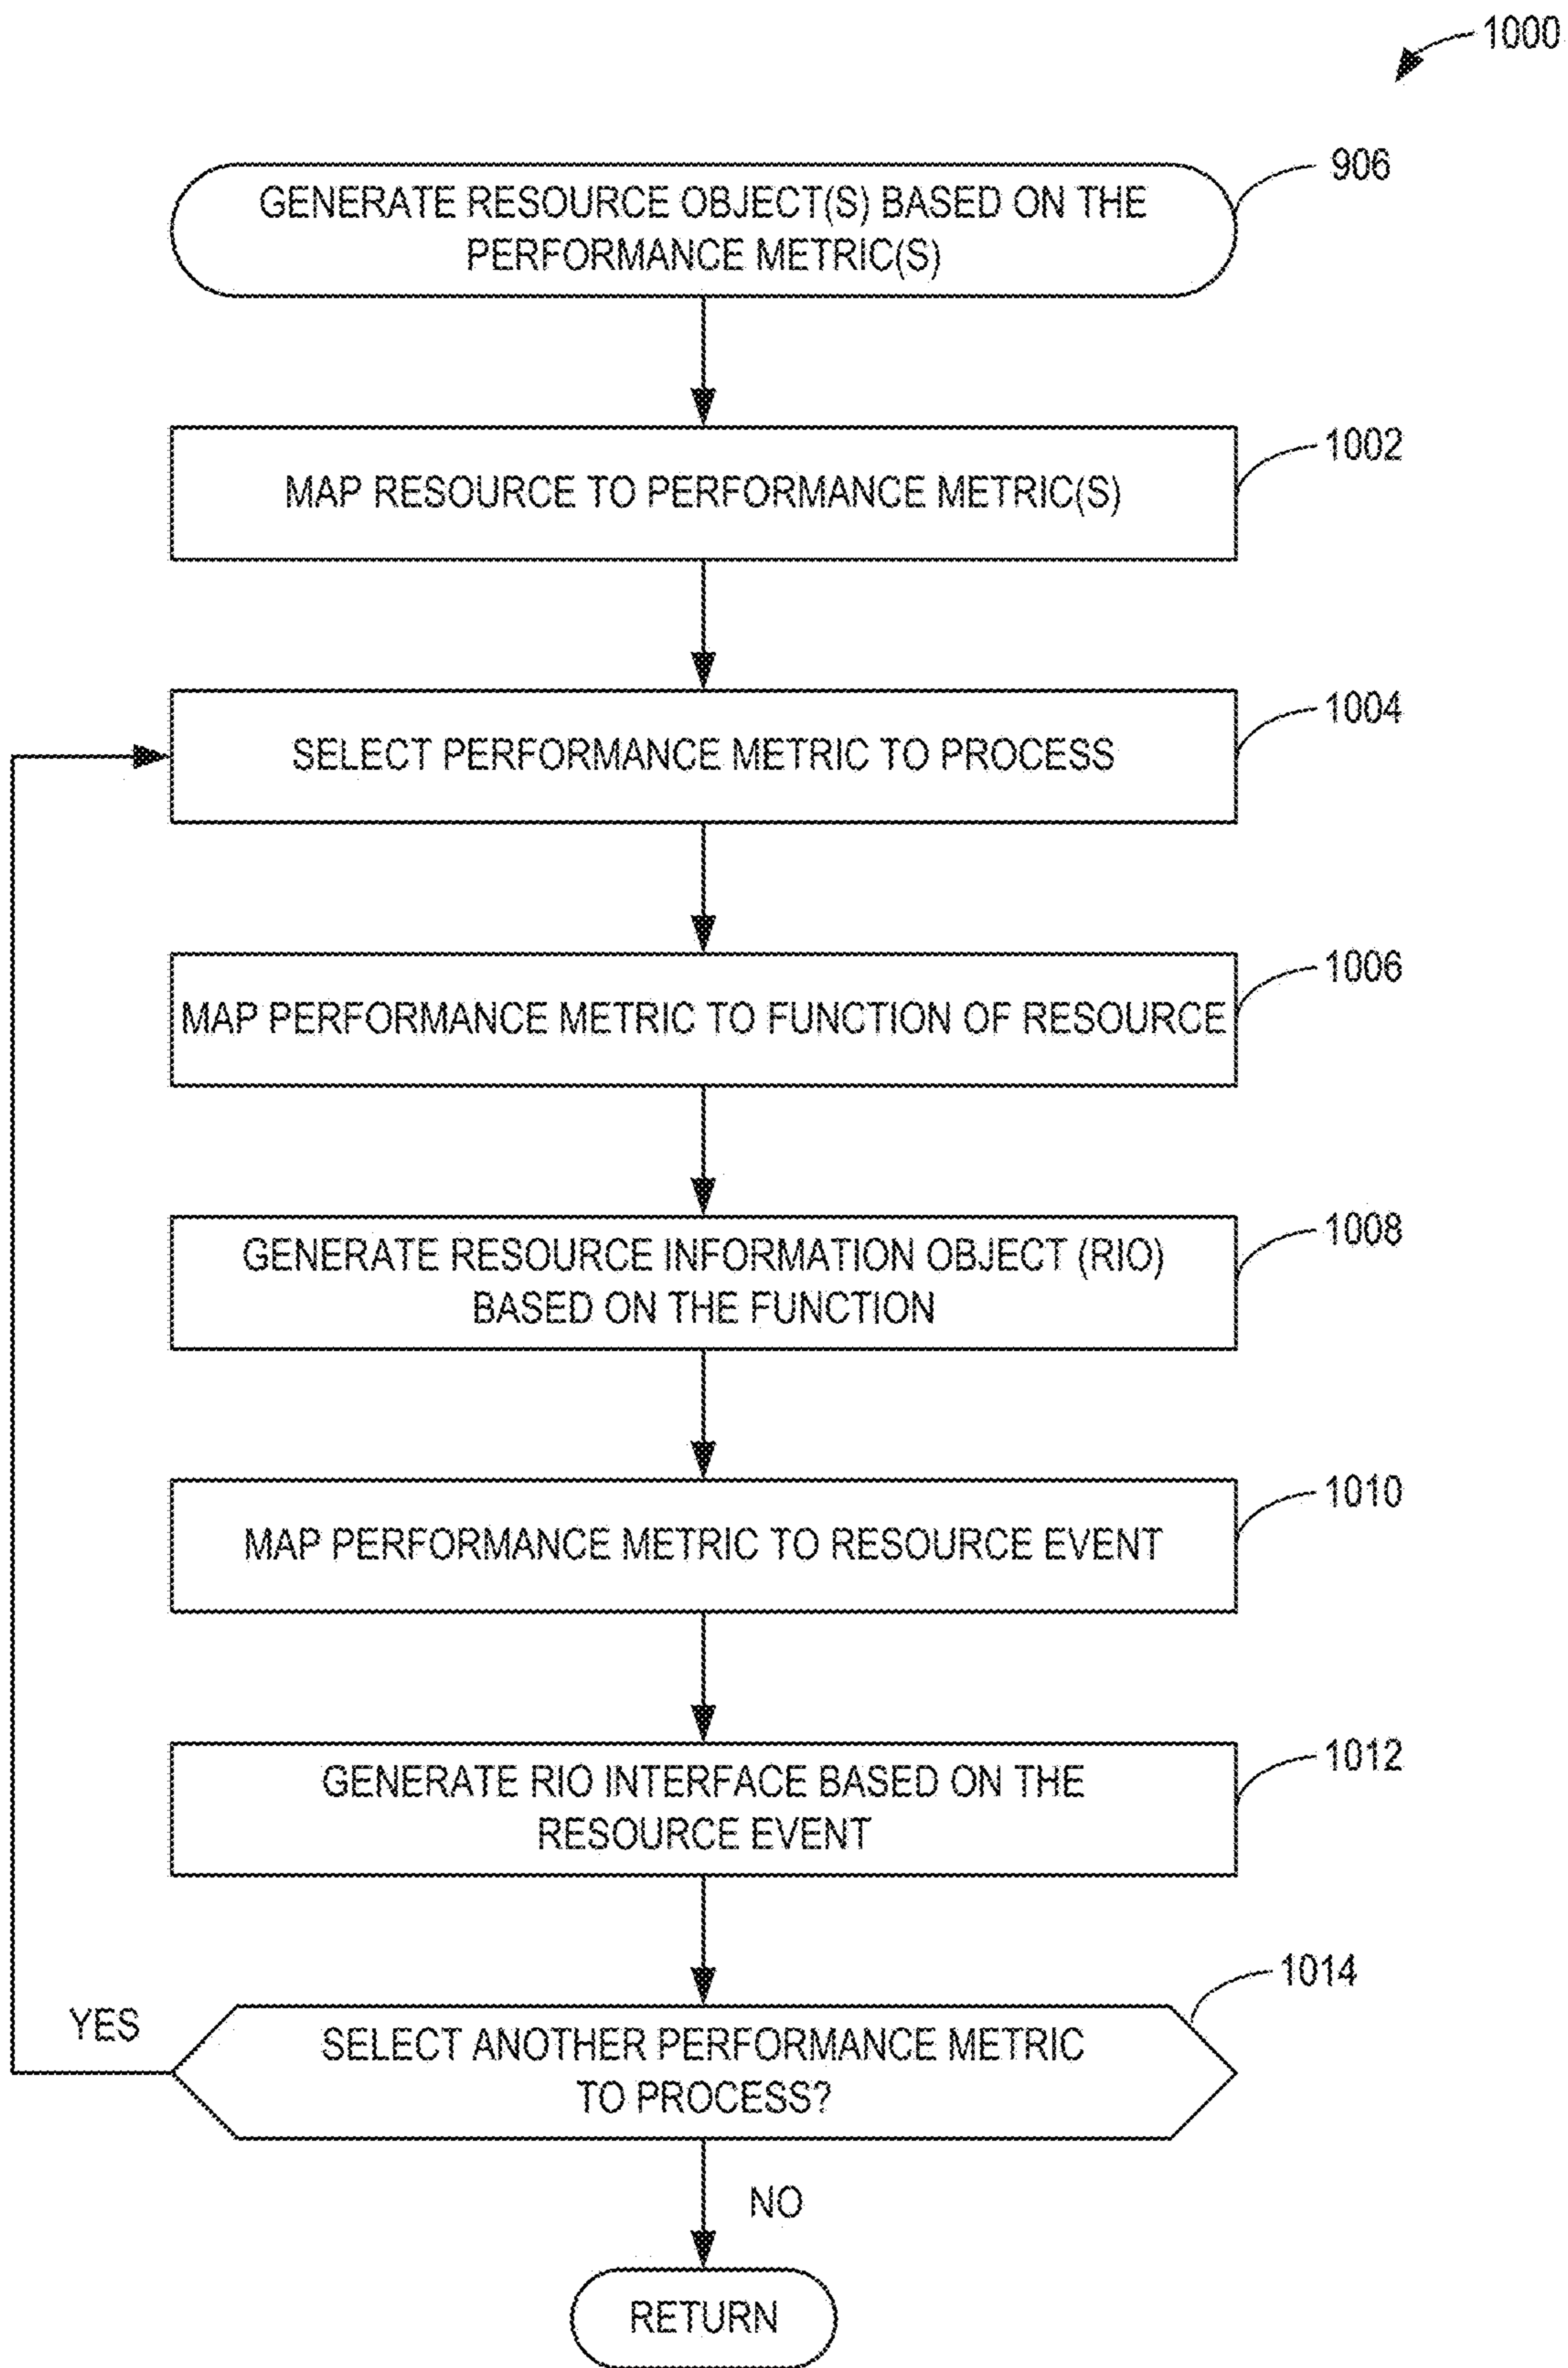 1000
906
GENERATE RESOURCE OBJECT(S) BASED ON THE
PERFORMANCE METRIC(S)
1002
MAP RESOURCE TO PERFORMANCE METRIC(S)
1004
SELECT PERFORMANCE METRIC TO PROCESS
1006
MAP PERFORMANCE METRIC TO FUNCTION OF RESOURCE
1008
GENERATE RESOURCE INFORMATION OBJECT (RIO)
BASED ON THE FUNCTION
1010
MAP PERFORMANCE METRIC TO RESOURCE EVENT
1012
GENERATE RIO INTERFACE BASED ON THE
RESOURCE EVENT
1014
YES
SELECT ANOTHER PERFORMANCE METRIC
TO PROCESS?
NO
RETURN